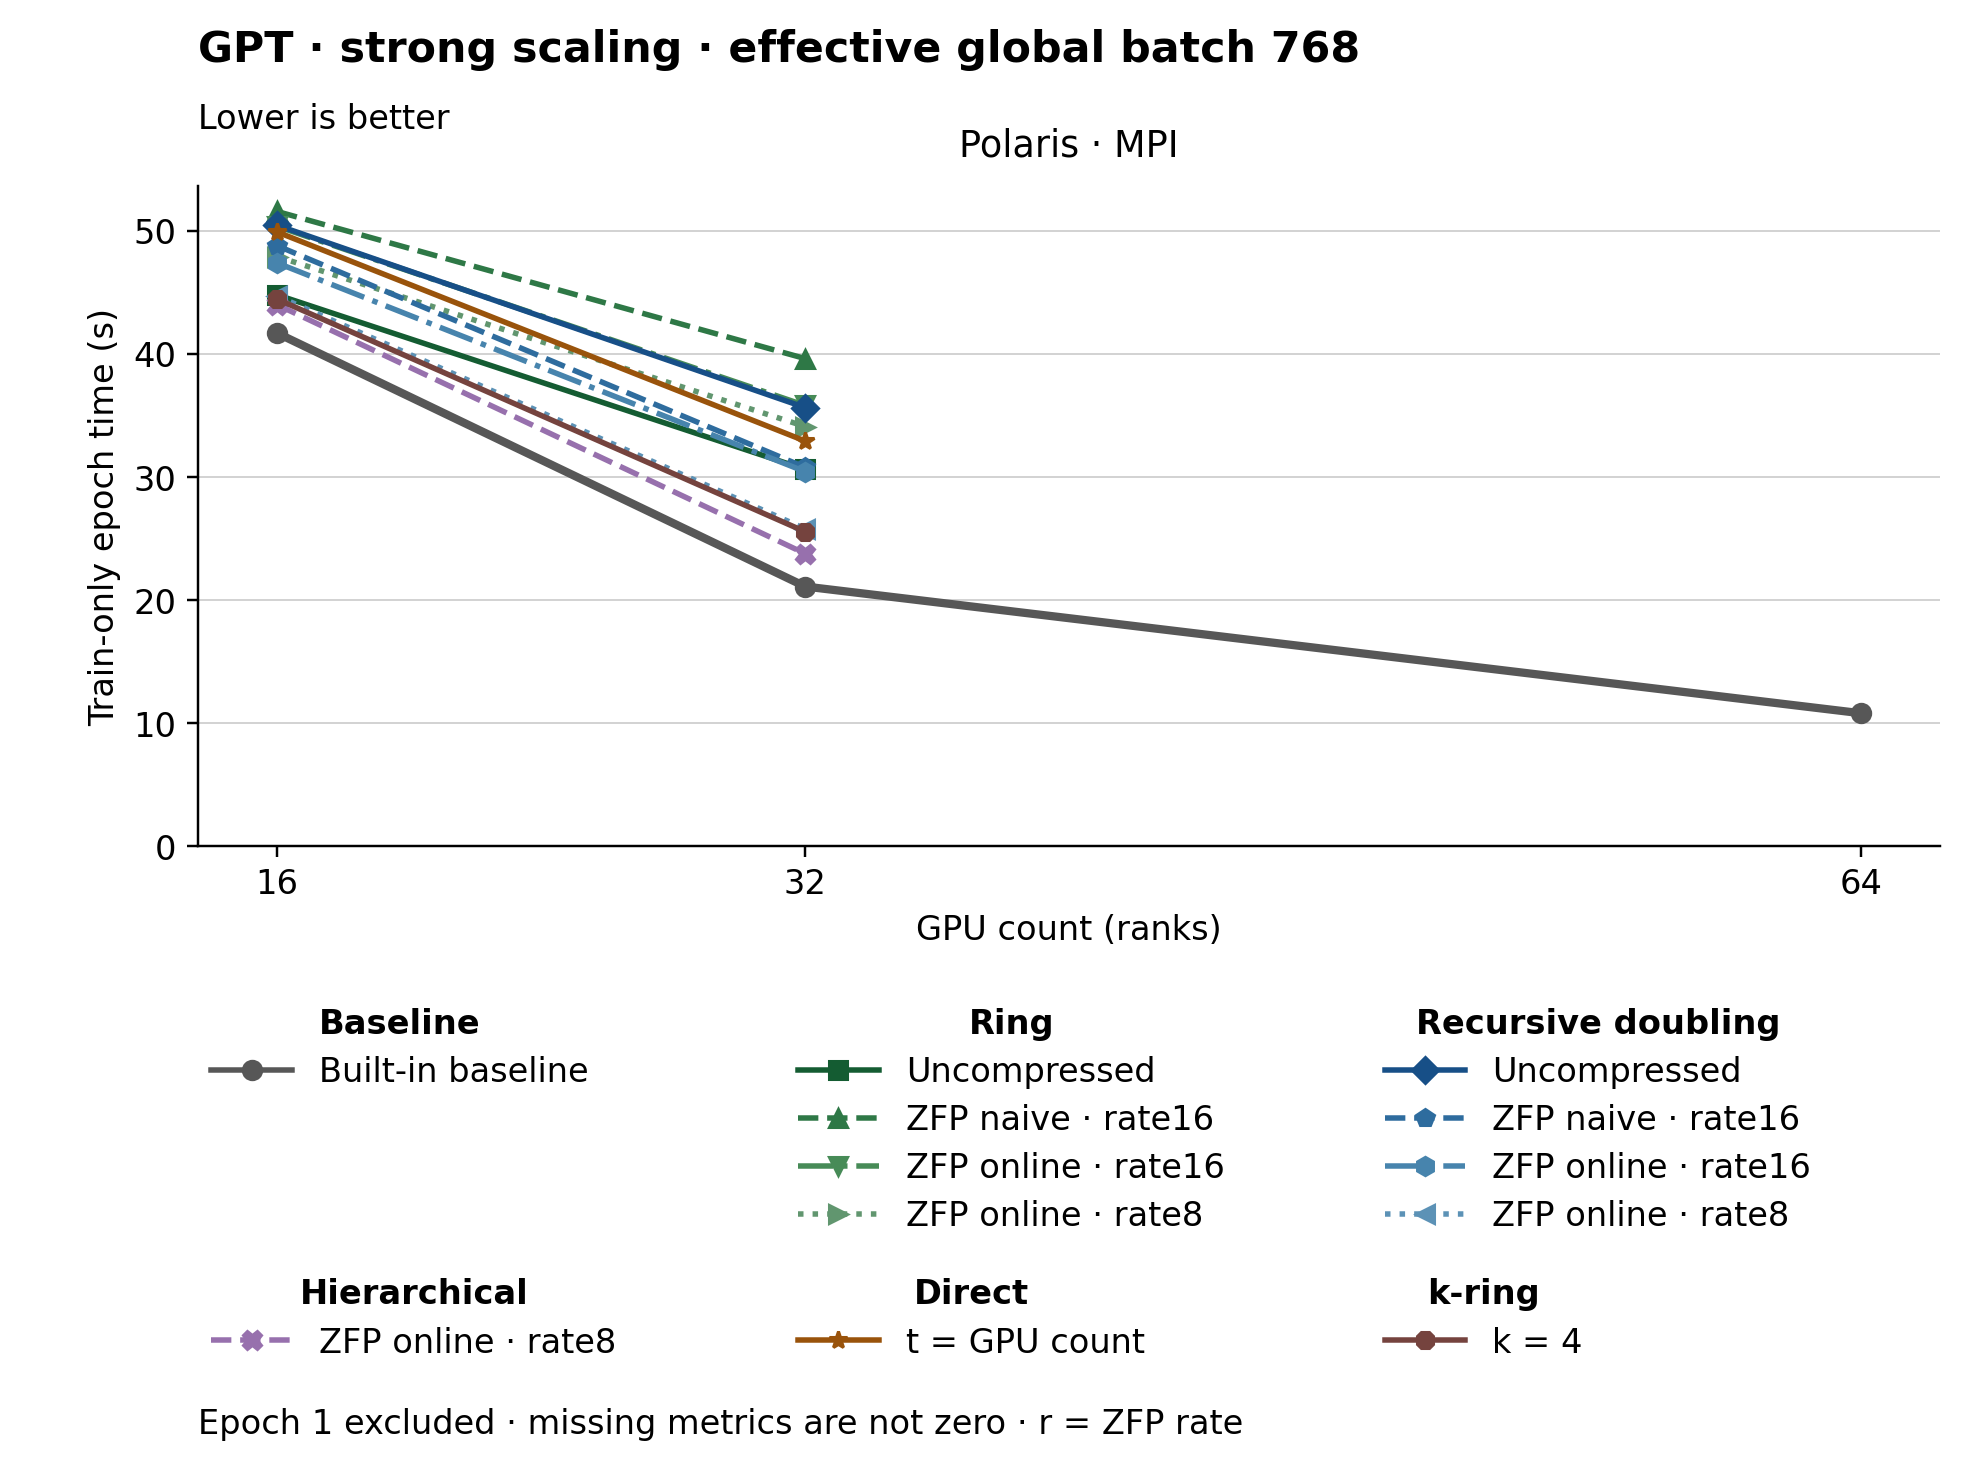 GPT · strong scaling · effective global batch 768
Lower is better
Polaris · MPI
Train-only epoch time (s)
50
40
30
20
10
0
16
32
64
GPU count (ranks)
Baseline
Built-in baseline
Ring
Uncompressed
ZFP naive · rate16
ZFP online · rate16
ZFP online · rate8
Recursive doubling
Uncompressed
ZFP naive · rate16
ZFP online · rate16
ZFP online · rate8
Hierarchical
ZFP online · rate8
Direct
t = GPU count
k-ring
k = 4
Epoch 1 excluded · missing metrics are not zero · r = ZFP rate